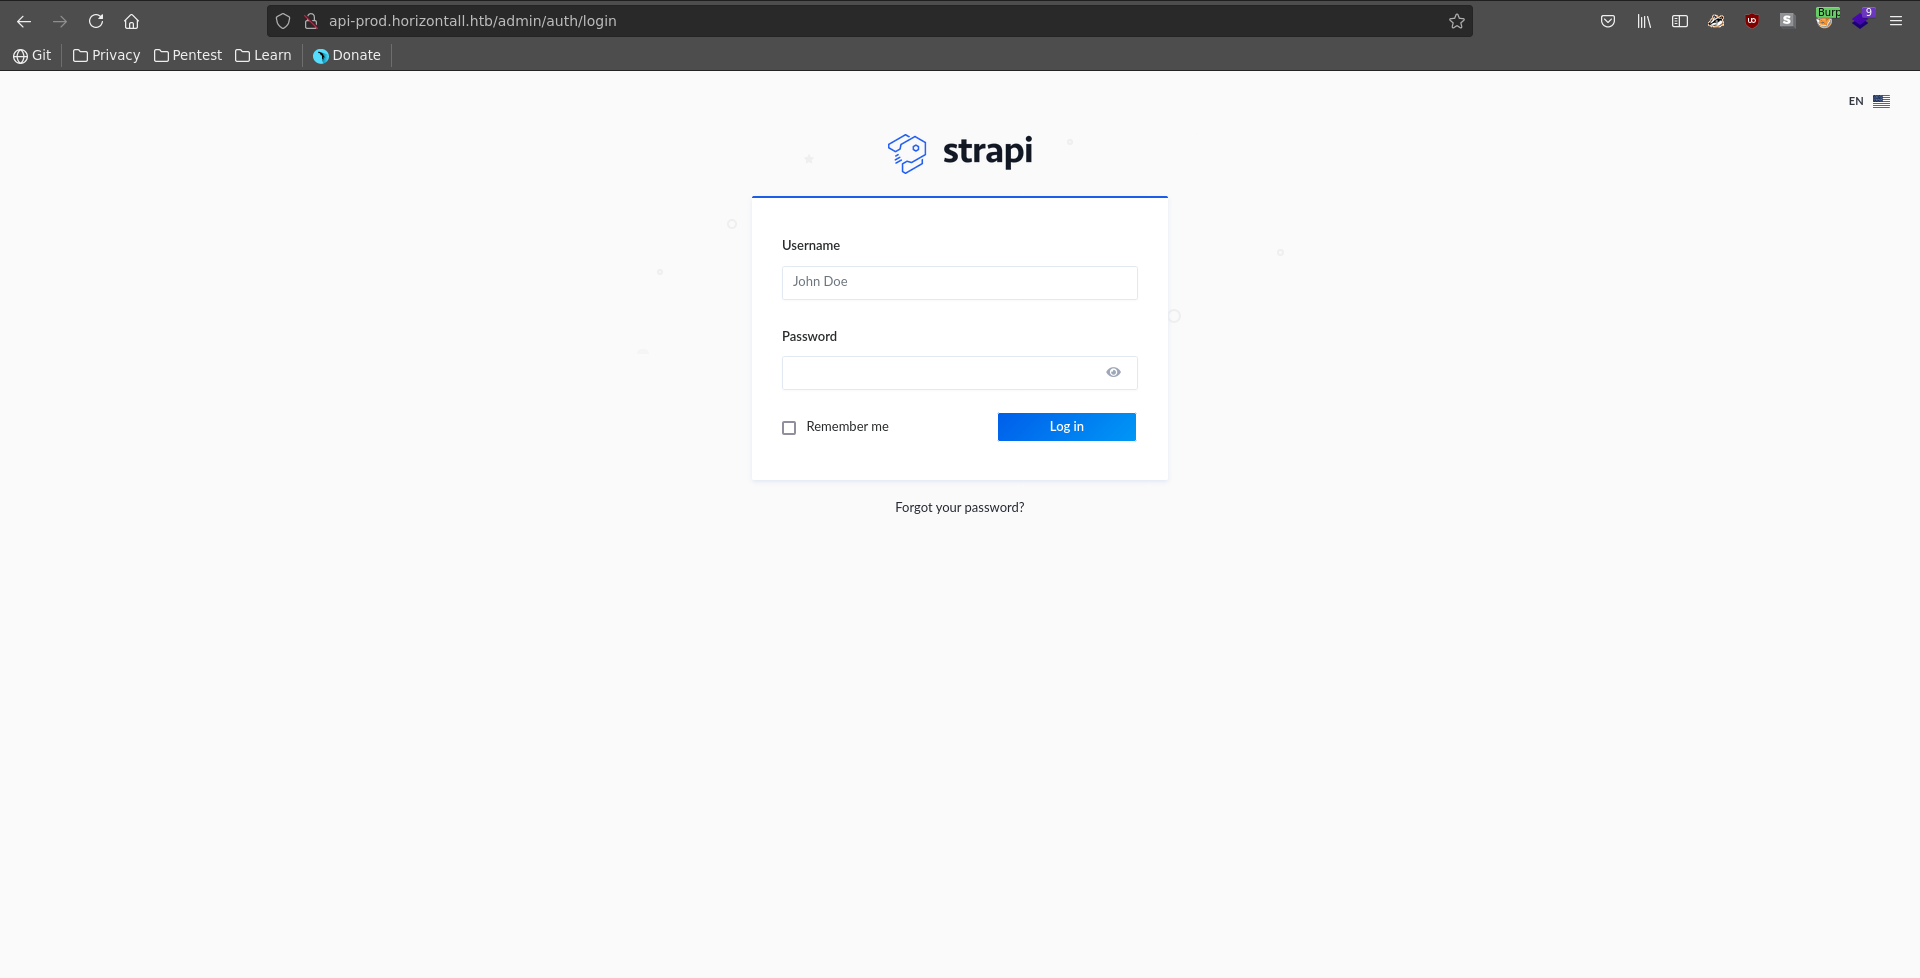 api-prod.horizontall.htb/admin/auth/login
UD
S
Burp
9
Git
Privacy
Pentest
Learn
Donate
EN
strapi
Username
John Doe
Password
Remember me
Log in
Forgot your password?